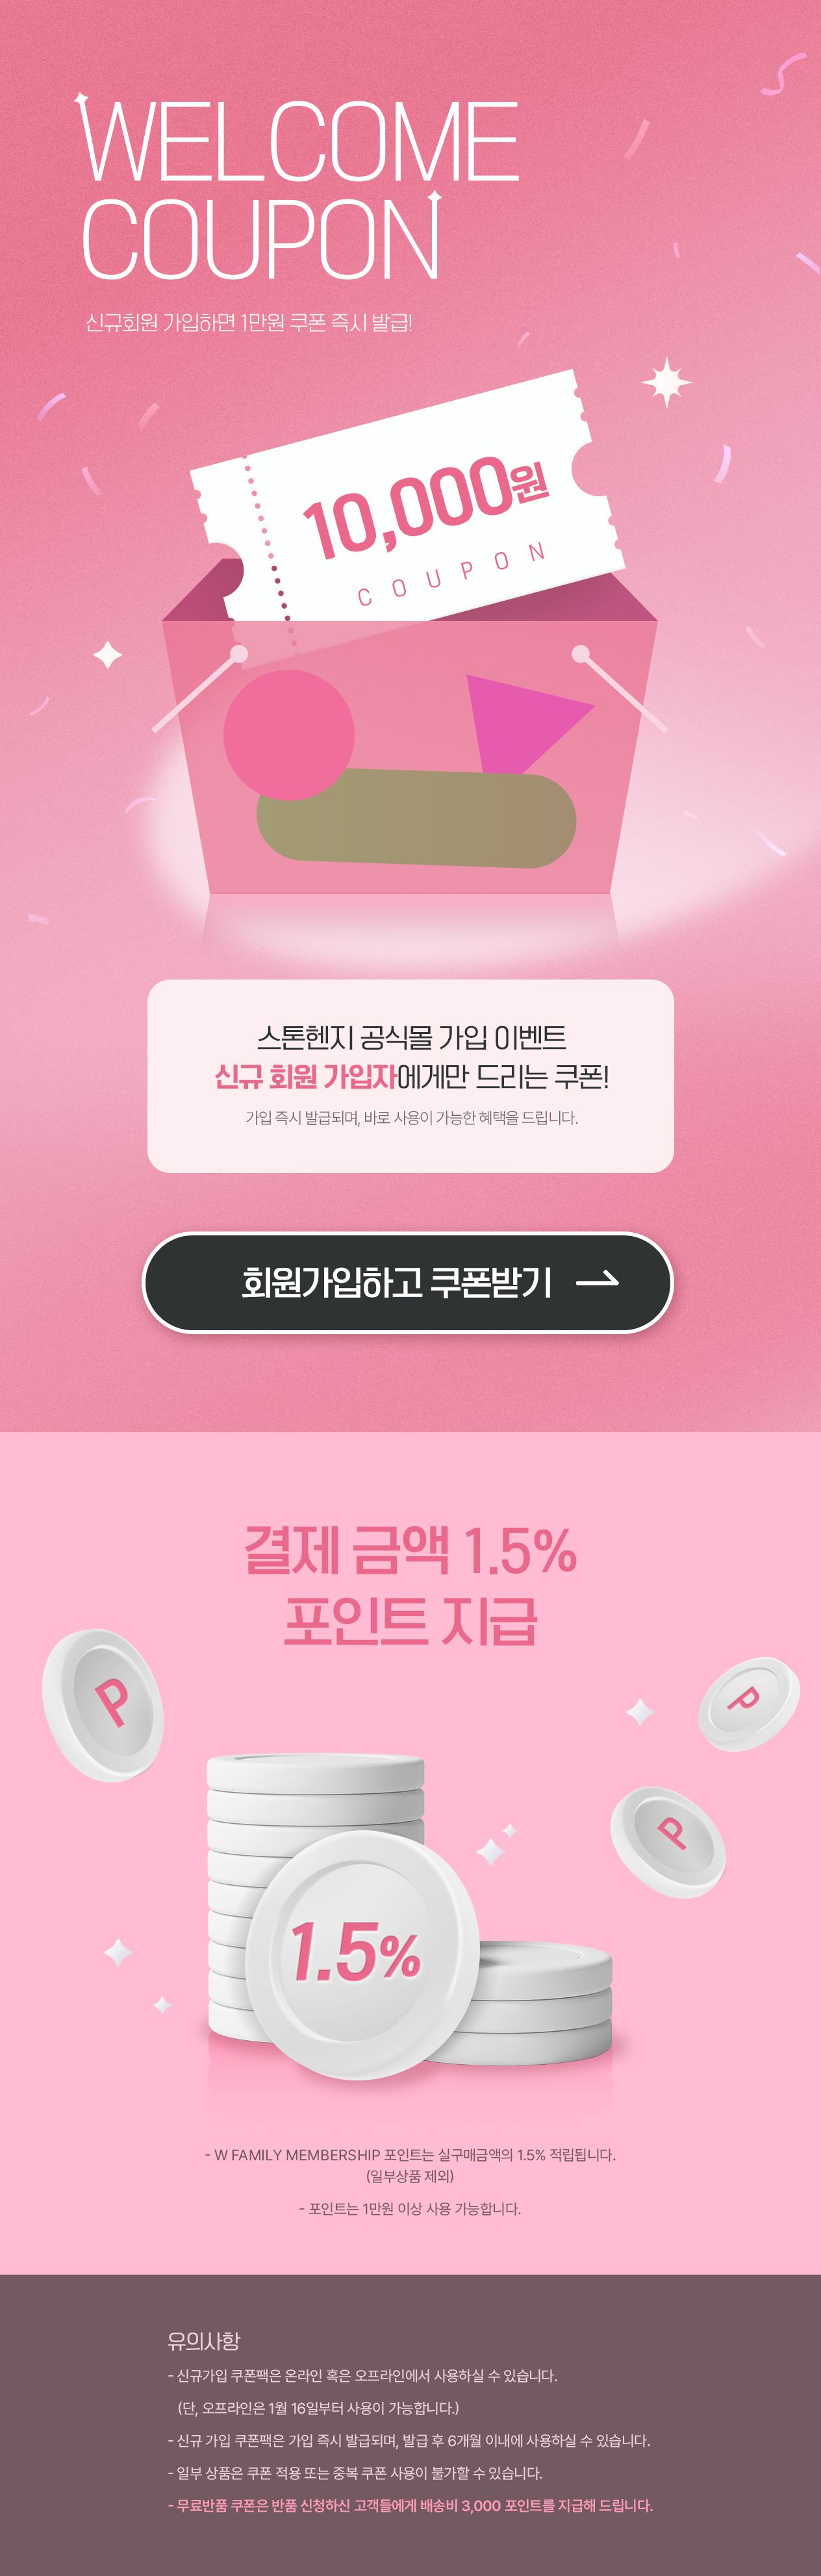 WELCOME
COUPON
신규회원 가입하면 1만원 쿠폰 즉시 발급!
10,000원
COUPON
스톤헨지 공식몰 가입 이벤트
신규 회원 가입자에게만 드리는 쿠폰!
가입 즉시 발급되며, 바로 사용이 가능한 혜택을 드립니다.
회원가입하고 쿠폰받기
결제 금액 1.5%
포인트 지급
P
P
P
1.5%
- W FAMILY MEMBERSHIP 포인트는 실구매금액의 1.5% 적립됩니다.
(일부상품 제외)
- 포인트는 1만원 이상 사용 가능합니다.
유의사항
- 신규가입 쿠폰팩은 온라인 혹은 오프라인에서 사용하실 수 있습니다.
(단, 오프라인은 1월 16일부터 사용이 가능합니다.)
- 신규 가입 쿠폰팩은 가입 즉시 발급되며, 발급 후 6개월 이내에 사용하실 수 있습니다.
- 일부 상품은 쿠폰 적용 또는 중복 쿠폰 사용이 불가할 수 있습니다.
- 무료반품 쿠폰은 반품 신청하신 고객들에게 배송비 3,000 포인트를 지급해 드립니다.